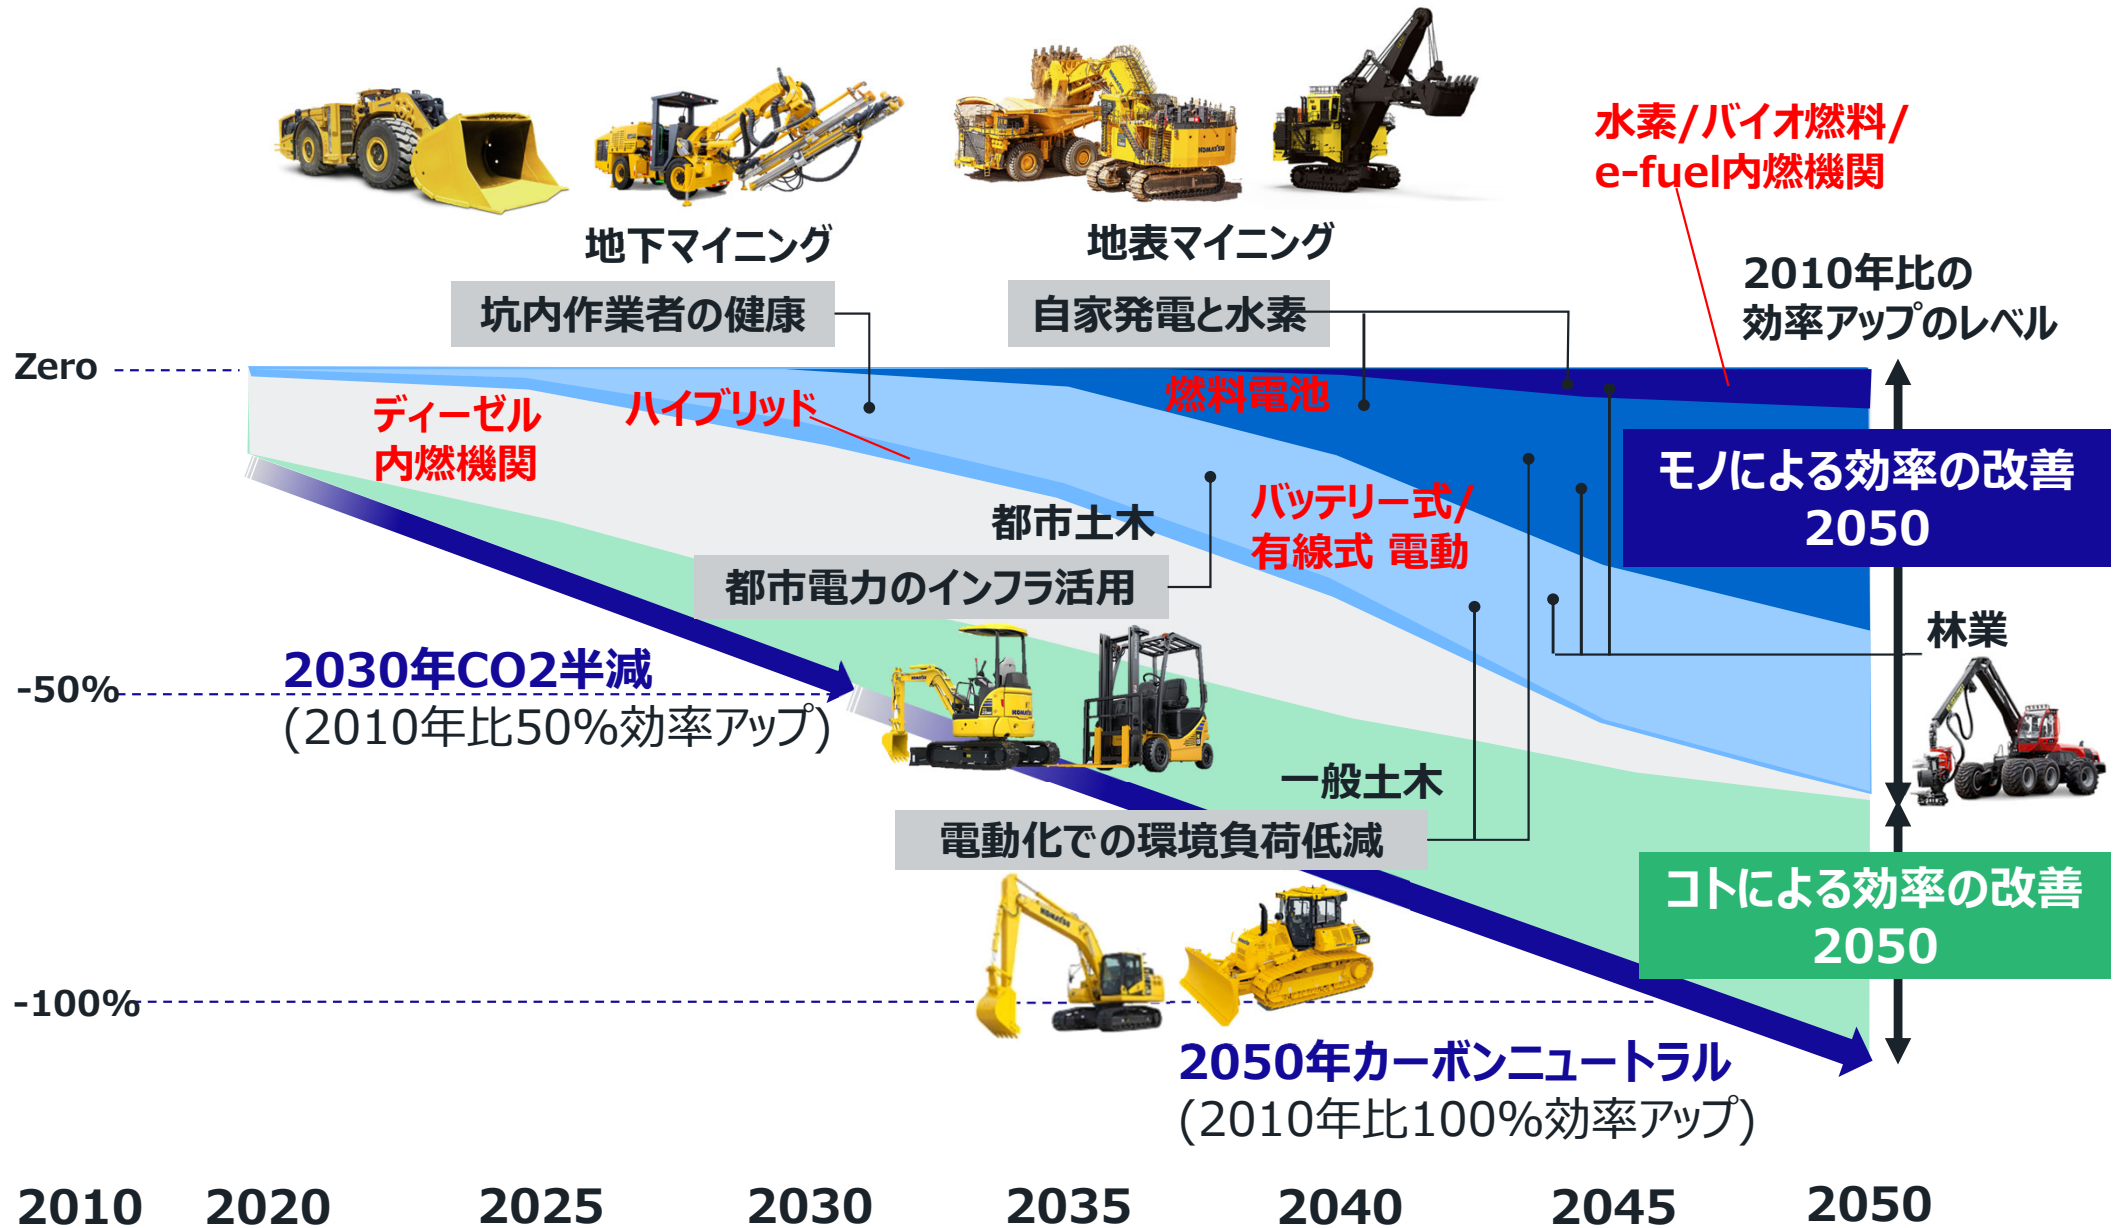 水素/バイオ燃料/
e-fuel内燃機関
地下マイニング
地表マイニング
坑内作業者の健康
自家発電と水素
2010年比の
効率アップのレベル
Zero
ディーゼル
内燃機関
ハイブリッド
燃料電池
モノによる効率の改善
2050
都市土木
バッテリー式/
有線式 電動
都市電力のインフラ活用
林業
2030年CO2半減
-50%
(2010年比50%効率アップ)
一般土木
電動化での環境負荷低減
コトによる効率の改善
2050
KOMATSU
-100%
2050年カーボンニュートラル
(2010年比100%効率アップ)
2010
2020
2025
2030
2035
2040
2045
2050